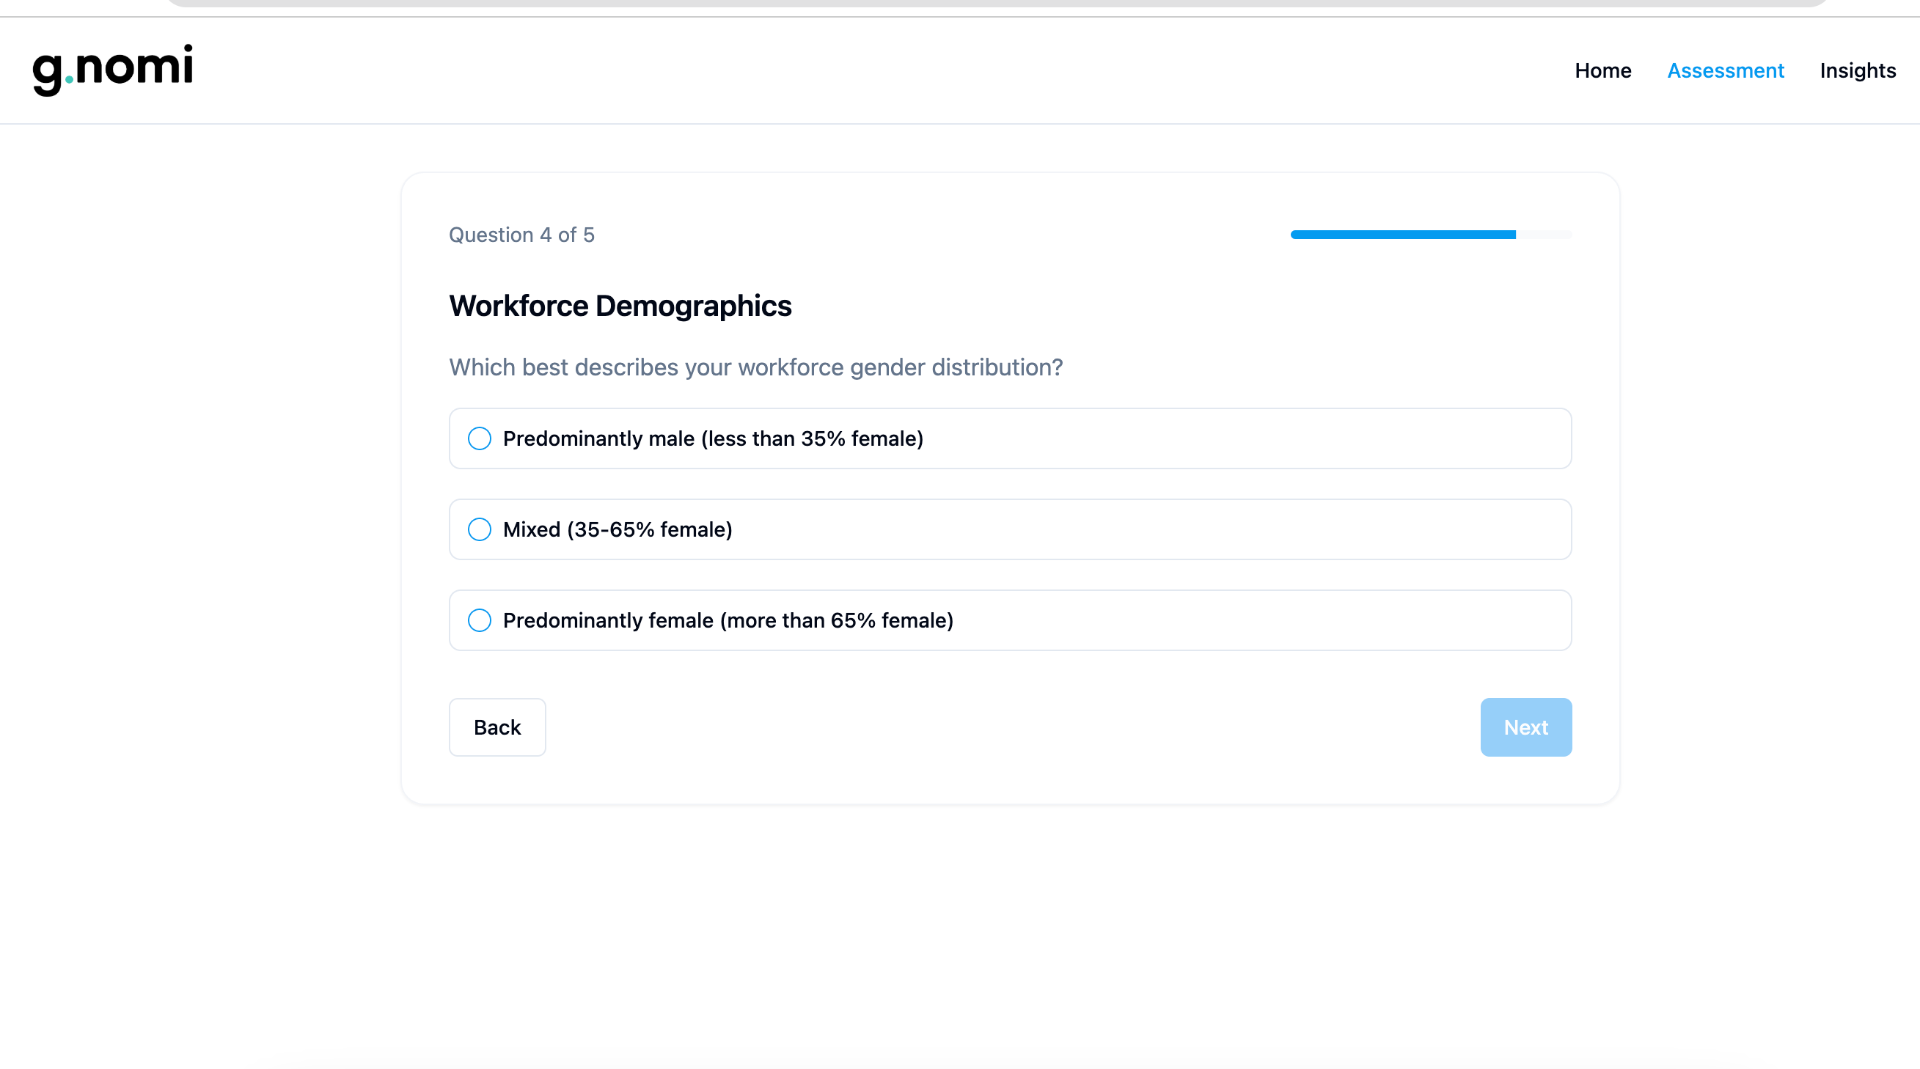 g.nomi
Home
Assessment
Insights
Question 4 of 5
Workforce Demographics
Which best describes your workforce gender distribution?
Predominantly male (less than 35% female)
Mixed (35-65% female)
Predominantly female (more than 65% female)
Back
Next